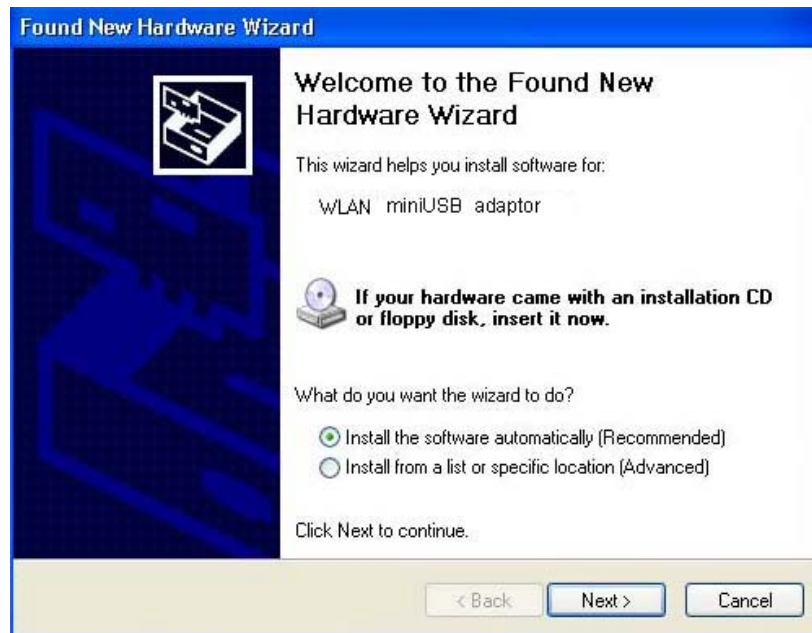 Found New Hardware Wizard
Welcome to the Found New
Hardware Wizard
This wizard helps you install software for:
WLAN miniUSB adaptor
If your hardware came with an installation CD
or floppy disk, insert it now.
What do you want the wizard to do?
Install the software automatically (Recommended)
Install from a list or specific location (Advanced)
Click Next to continue.
< Back Next > Cancel